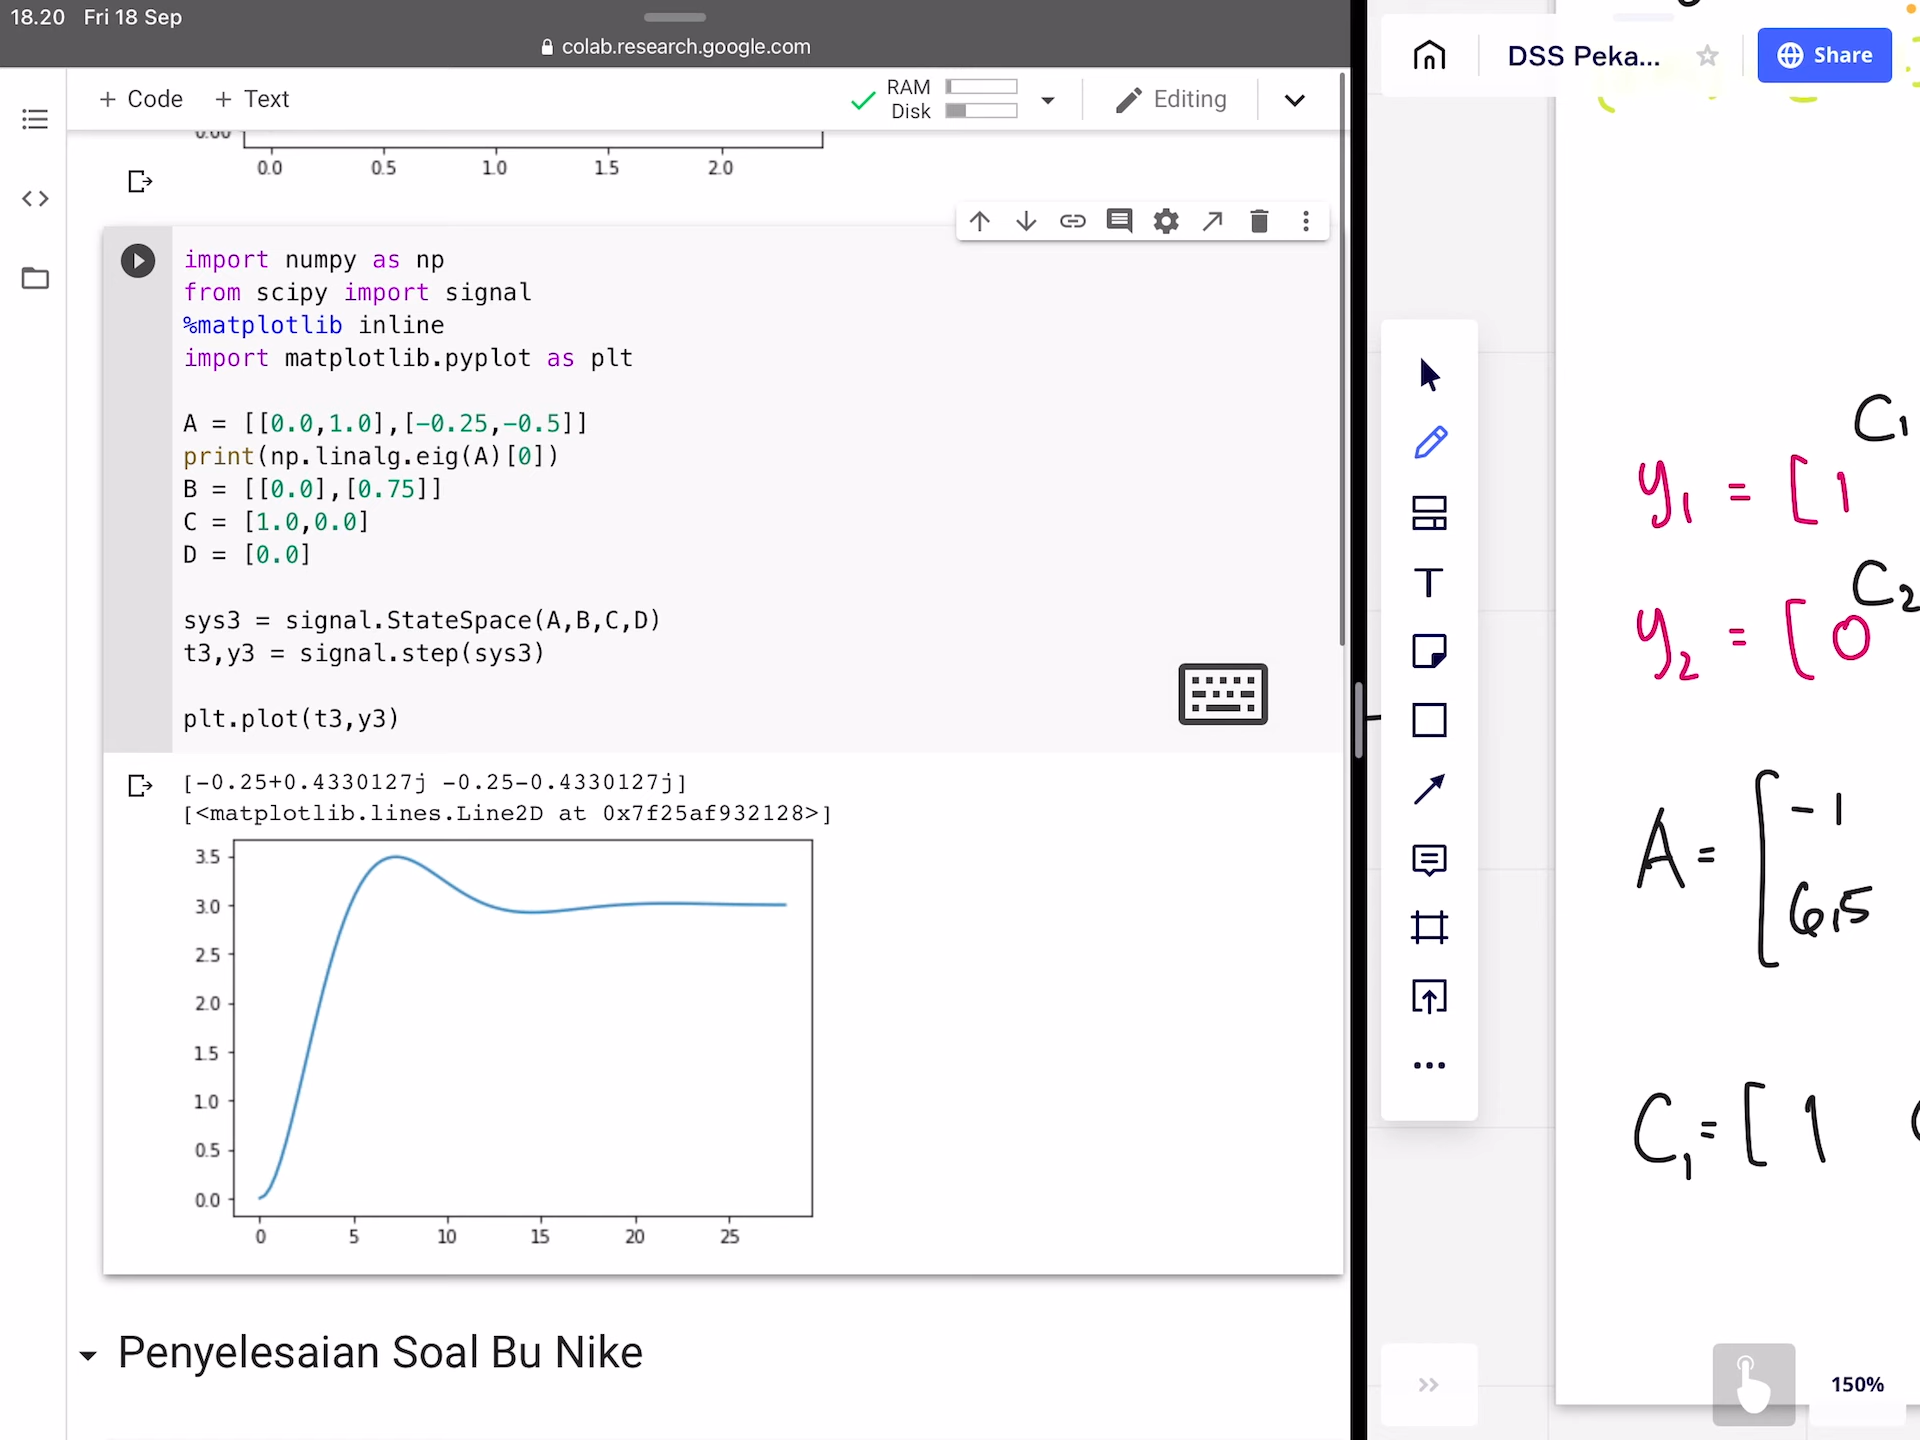 18.20 Fri 18 Sep
colab.research.google.com
+ Code + Text
RAM
Disk
Editing
0.0 0.5 1.0 1.5 2.0
import numpy as np
from scipy import signal
%matplotlib inline
import matplotlib.pyplot as plt
A = [[0.0,1.0],[-0.25,-0.5]]
print(np.linalg.eig(A)[0])
B = [[0.0],[0.75]]
C = [1.0,0.0]
D = [0.0]
sys3 = signal.StateSpace(A,B,C,D)
t3,y3 = signal.step(sys3)
plt.plot(t3,y3)
[-0.25+0.4330127j -0.25-0.4330127j]
[<matplotlib.lines.Line2D at 0x7f25af932128>]
3.5
3.0
2.5
2.0
1.5
1.0
0.5
0.0
0 5 10 15 20 25
Penyelesaian Soal Bu Nike
DSS Peka...
Share
C₁
y₁ = [1
C₂
y₂ = [0
A = [-1
6,5
C₁ = [1
150%